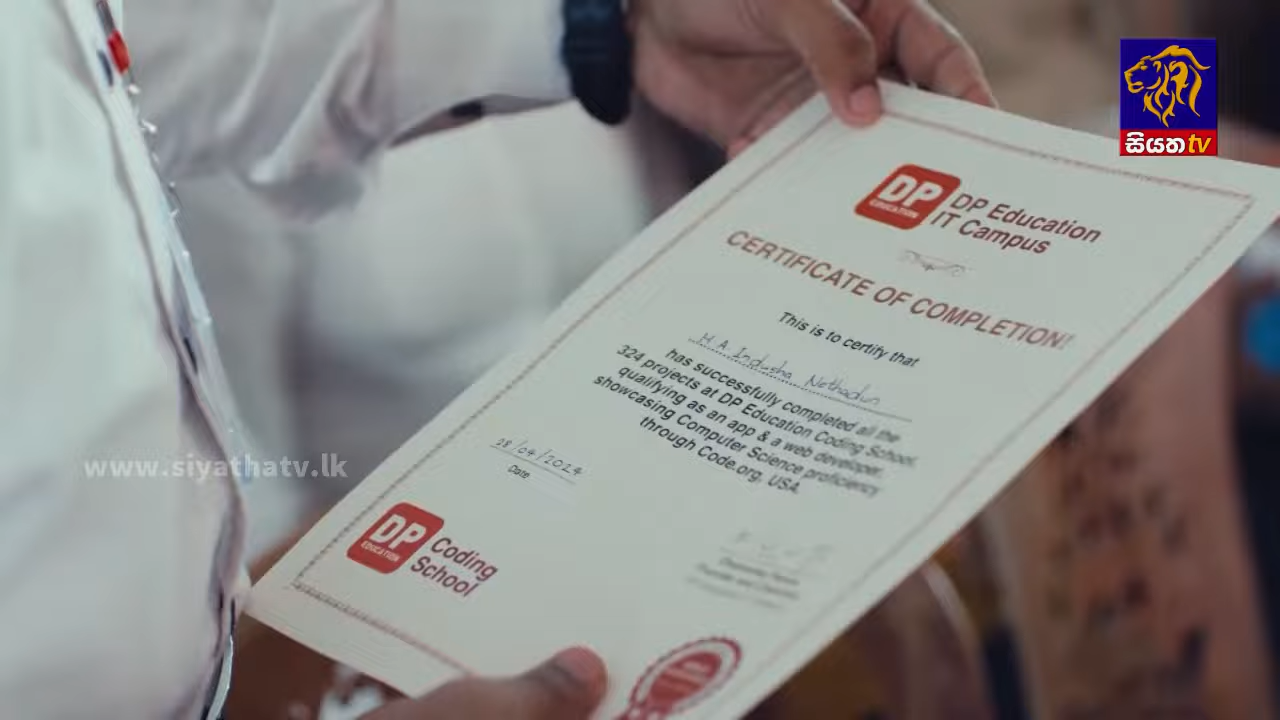 සියත tv
DP
EDUCATION
DP Education
IT Campus
CERTIFICATE OF COMPLETION!
This is to certify that
H A Indusha
has successfully completed all the
324 projects at DP Education Coding School,
qualifying as an app & a web developer,
showcasing Computer Science proficiency
through Code.org, USA.
28/04/2024
Date
www.siyathatv.lk
DP
EDUCATION
Coding
School